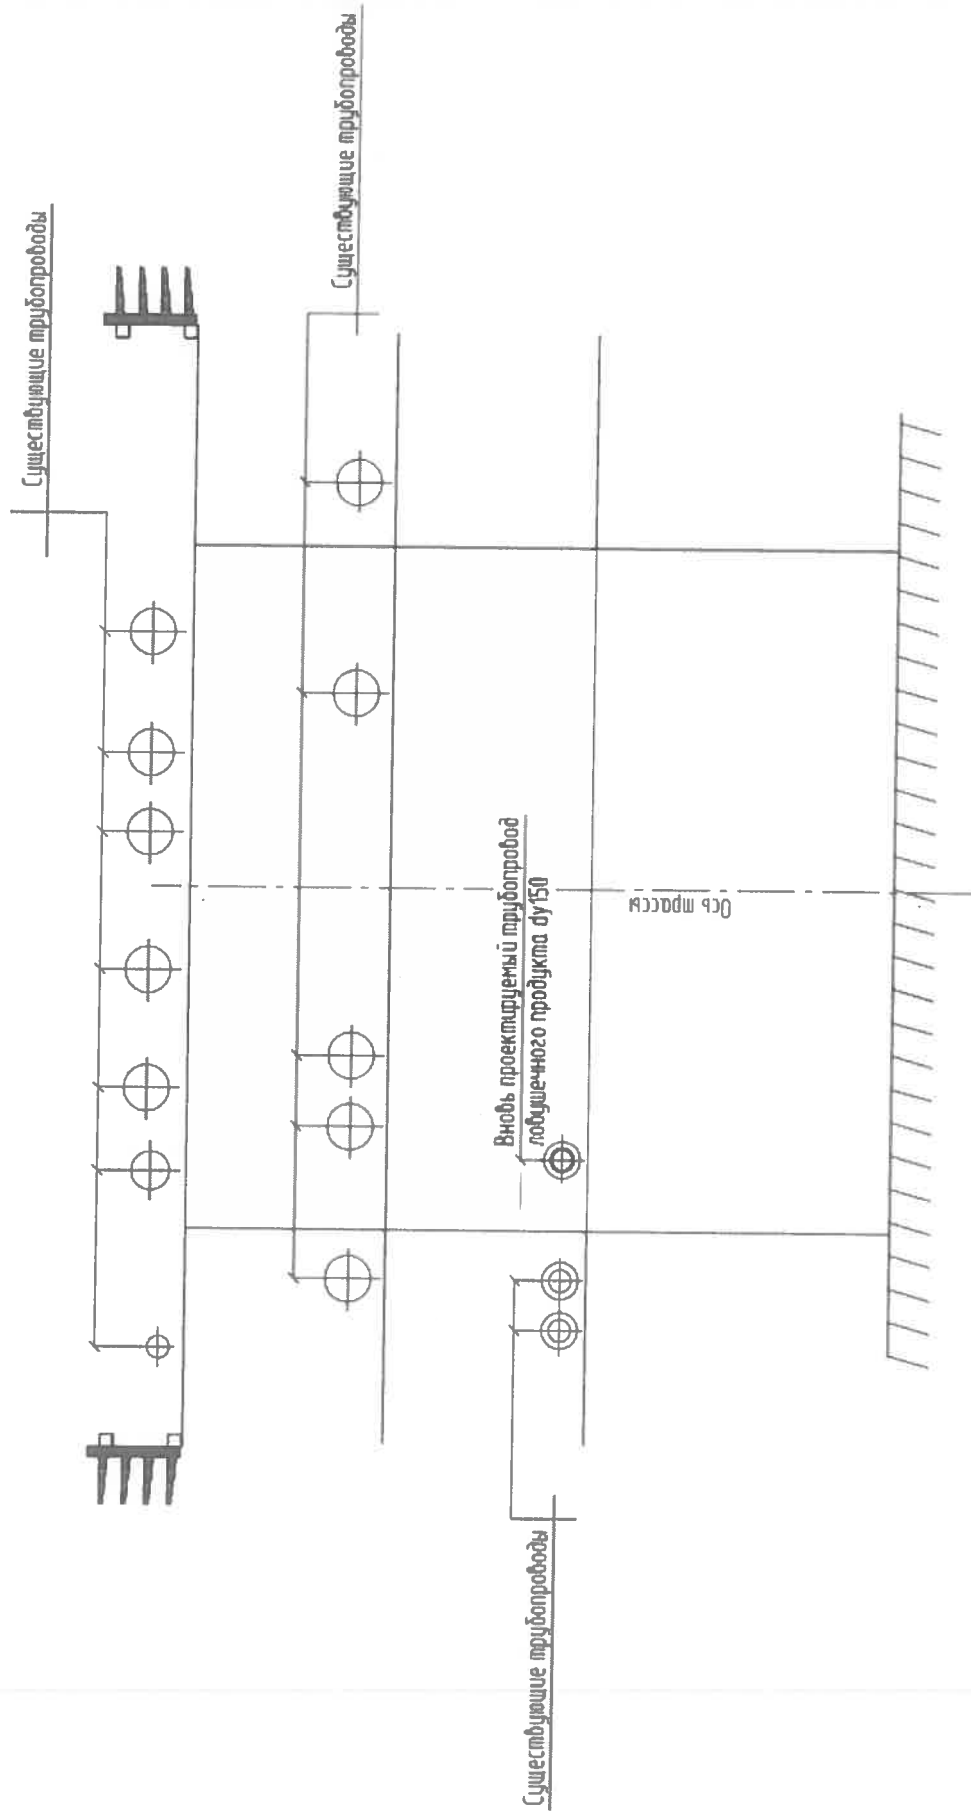 Существующие трубопроводы
Существующие трубопроводы
Вновь проектируемый трубопровод
ловушечного продукта dy150
Ось трассы
Существующие трубопроводы